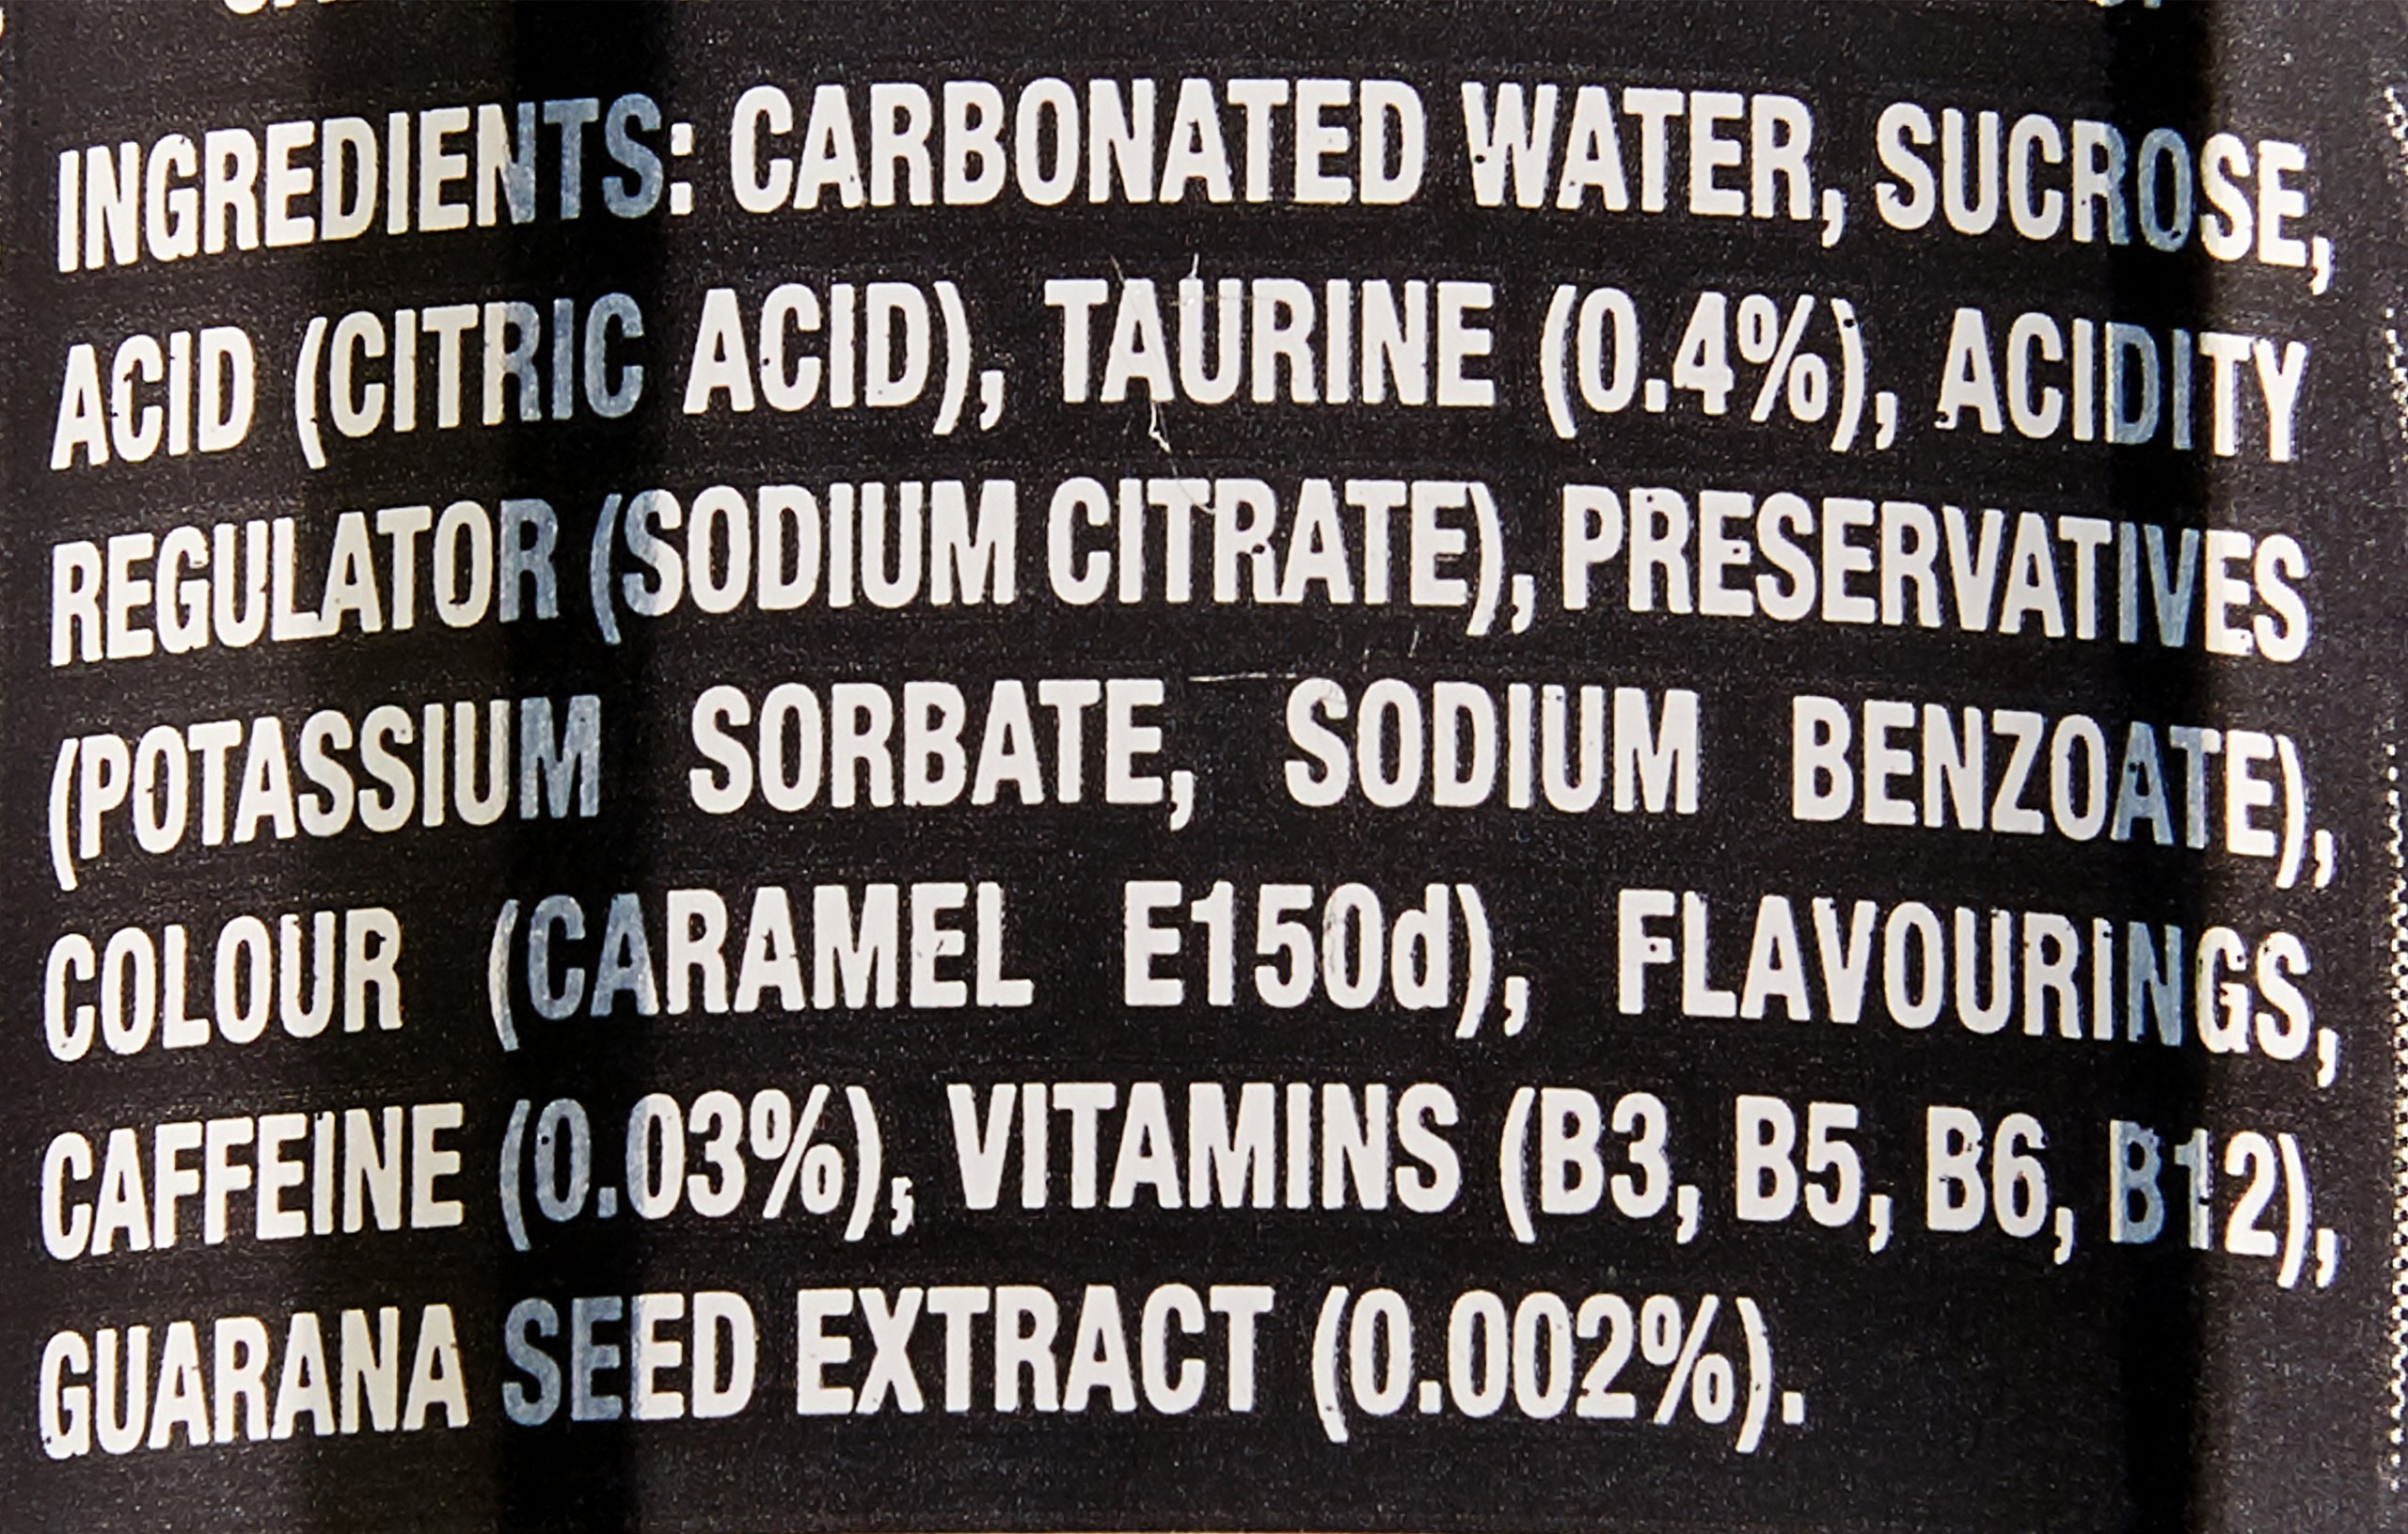 INGREDIENTS: CARBONATED WATER, SUCROSE,
ACID (CITRIC ACID), TAURINE (0.4%), ACIDITY
REGULATOR (SODIUM CITRATE), PRESERVATIVES
(POTASSIUM SORBATE, SODIUM BENZOATE),
COLOUR (CARAMEL E150d), FLAVOURINGS,
CAFFEINE (0.03%), VITAMINS (B3, B5, B6, B12),
GUARANA SEED EXTRACT (0.002%).